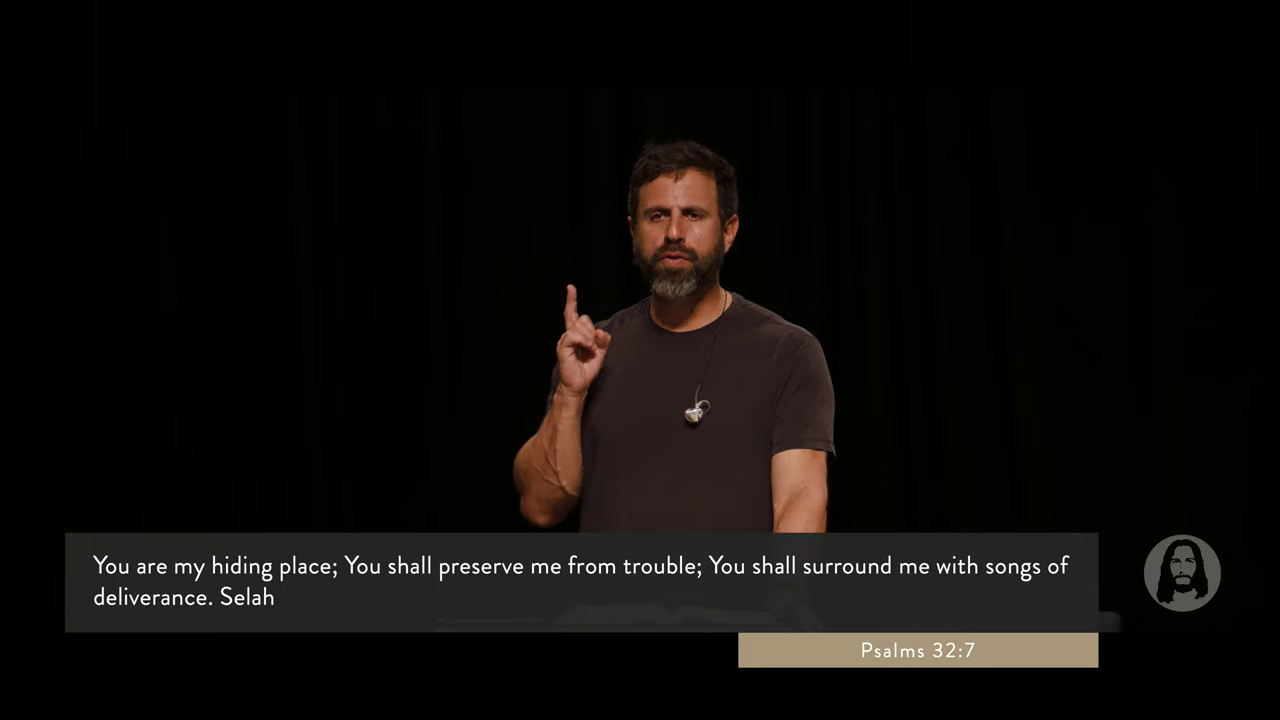 You are my hiding place; You shall preserve me from trouble; You shall surround me with songs of
deliverance. Selah
Psalms 32:7